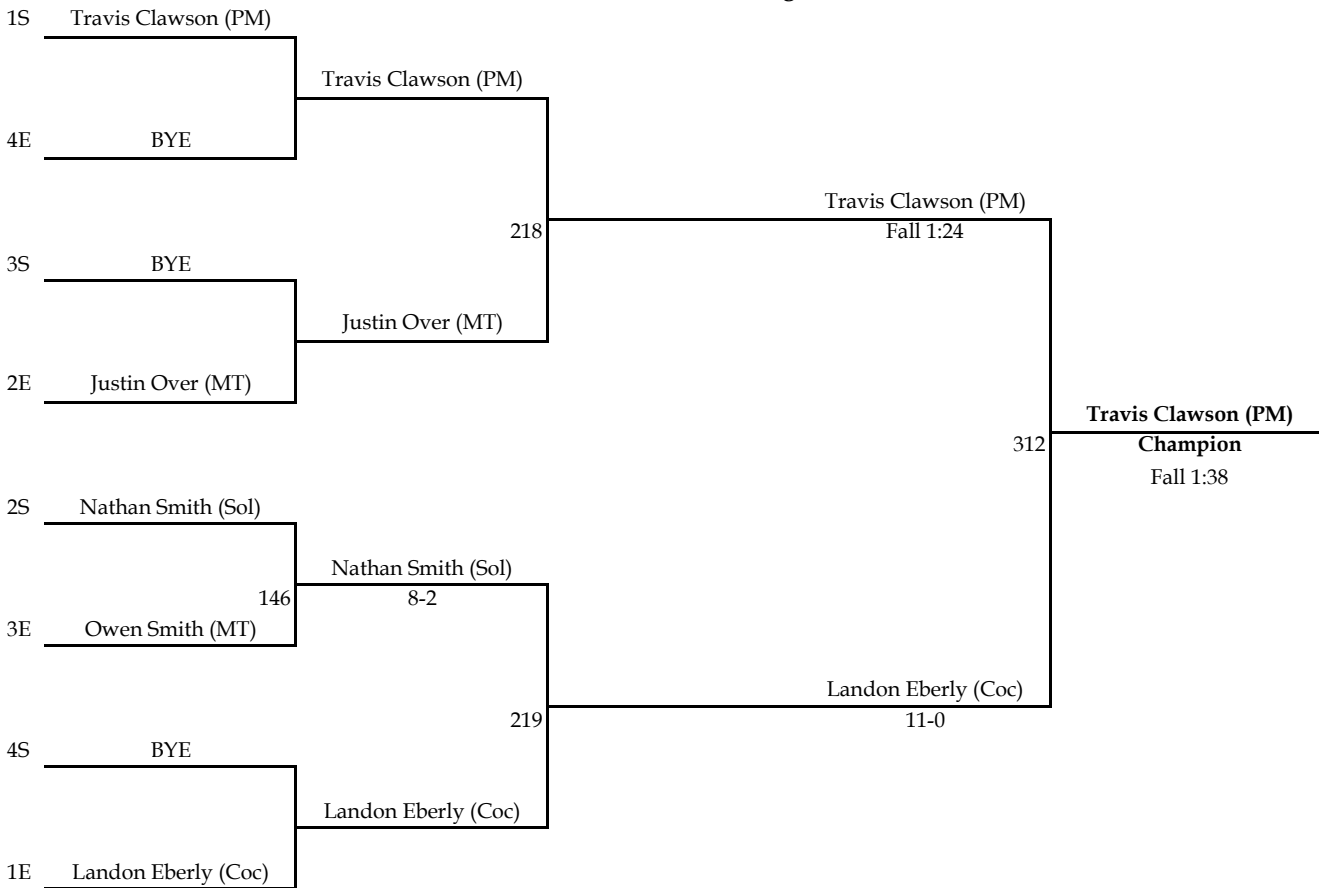 1S Travis Clawson (PM)
Travis Clawson (PM)
4E BYE
Travis Clawson (PM)
218 Fall 1:24
3S BYE
Justin Over (MT)
2E Justin Over (MT)
Travis Clawson (PM)
312 Champion
Fall 1:38
2S Nathan Smith (Sol)
Nathan Smith (Sol)
146 8-2
3E Owen Smith (MT)
Landon Eberly (Coc)
219 11-0
4S BYE
Landon Eberly (Coc)
1E Landon Eberly (Coc)